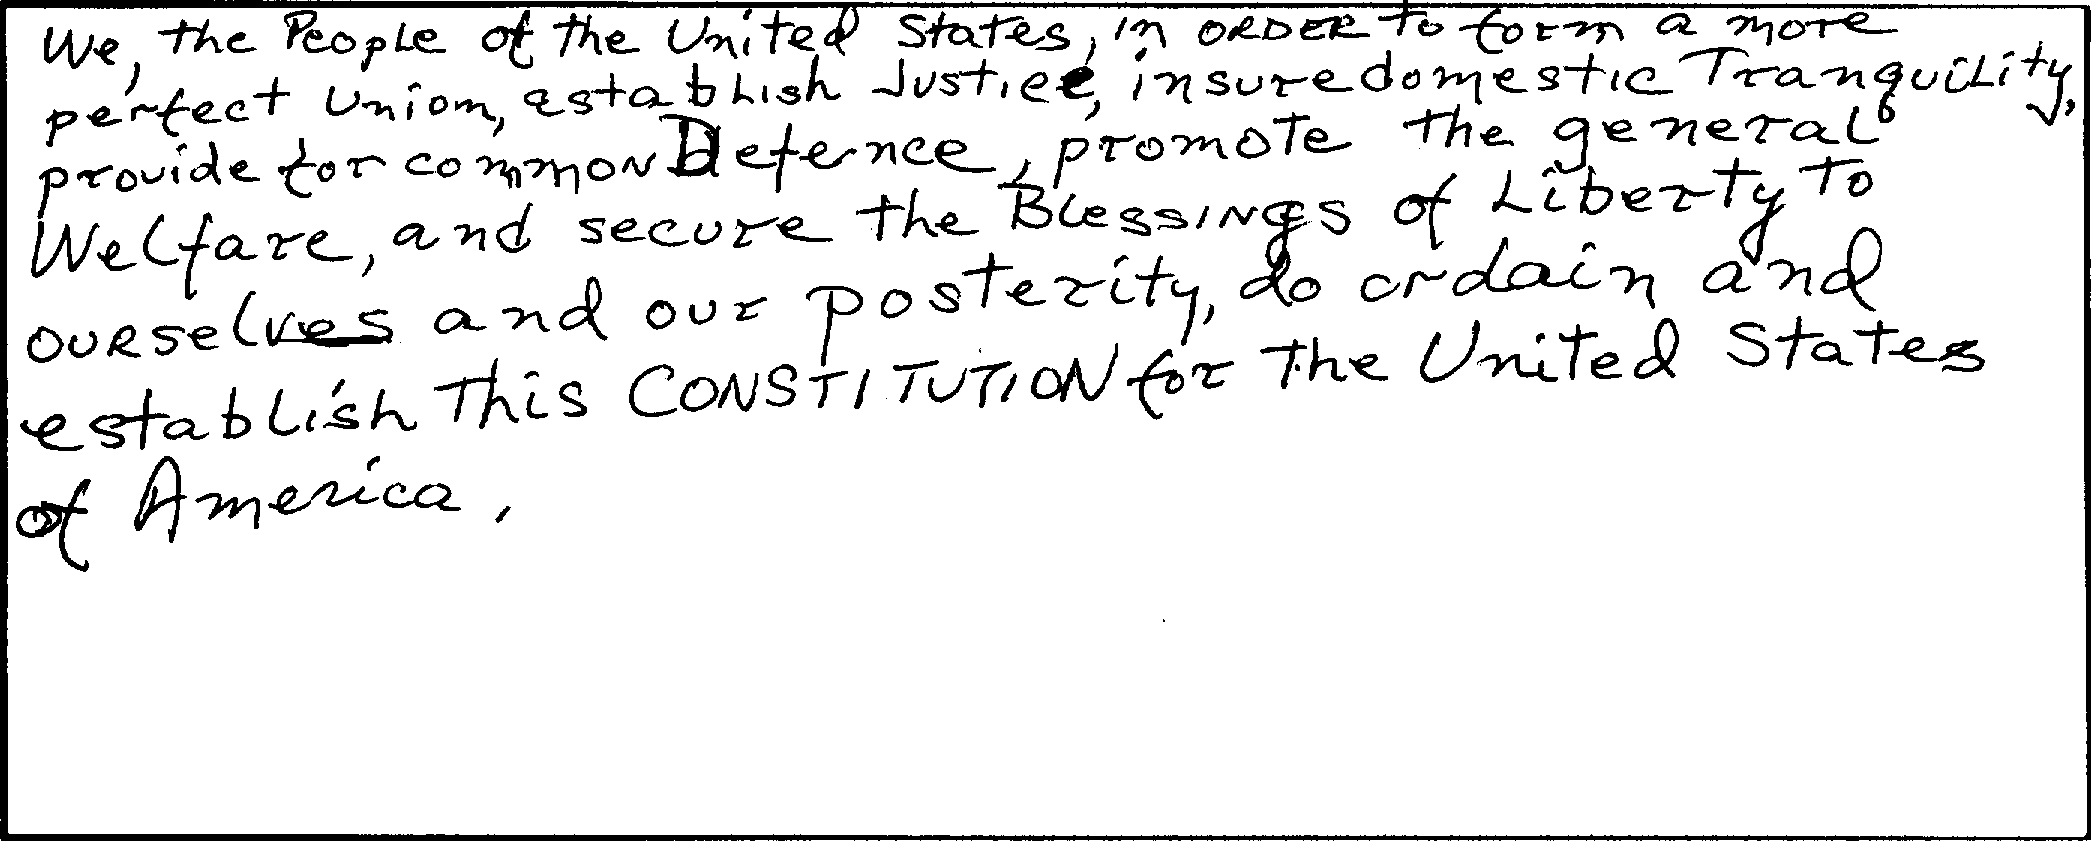 We, the People of the United States, in ORDER to form a more
perfect Union, establish Justice, insure domestic Tranquility,
provide for common Defence, promote the general
Welfare, and secure the Blessings of Liberty to
ourselves and our posterity, do ordain and
establish This CONSTITUTION for The United States
of America,